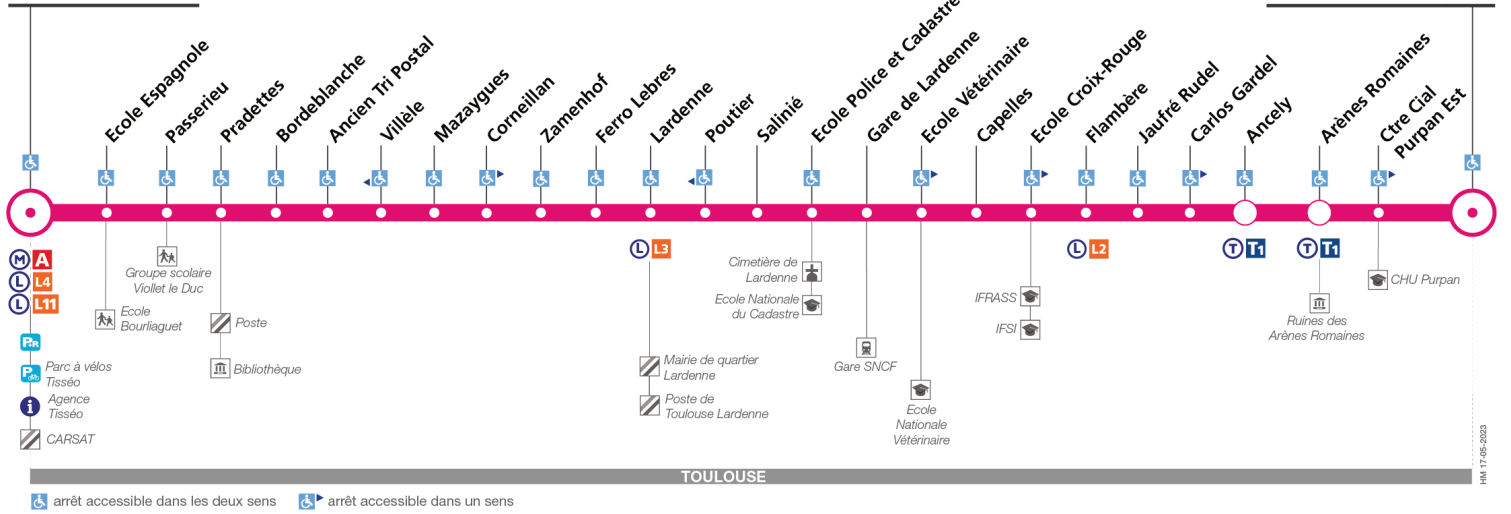 Ecole Espagnole
Passerieu
Pradettes
Bordeblanche
Ancien Tri Postal
Villèle
Mazaygues
Corneillan
Zamenhof
Ferro Lebres
Lardenne
Poutier
Salinié
Ecole Police et Cadastre
Gare de Lardenne
Ecole Vétérinaire
Capelles
Ecole Croix-Rouge
Flambère
Jaufré Rudel
Carlos Gardel
Ancely
Arènes Romaines
Ctre Cial
Purpan Est
M A
L L4
L L11
P+R
Parc à vélos
Tisséo
Agence
Tisséo
CARSAT
Ecole
Bourliaguet
Groupe scolaire
Viollet le Duc
Poste
Bibliothèque
L L3
Mairie de quartier
Lardenne
Poste de
Toulouse Lardenne
Cimetière de
Lardenne
Ecole Nationale
du Cadastre
Gare SNCF
Ecole
Nationale
Vétérinaire
IFRASS
IFSI
L L2
T T1
T T1
Ruines des
Arènes Romaines
CHU Purpan
HM 17-05-2023
TOULOUSE
arrêt accessible dans les deux sens
arrêt accessible dans un sens